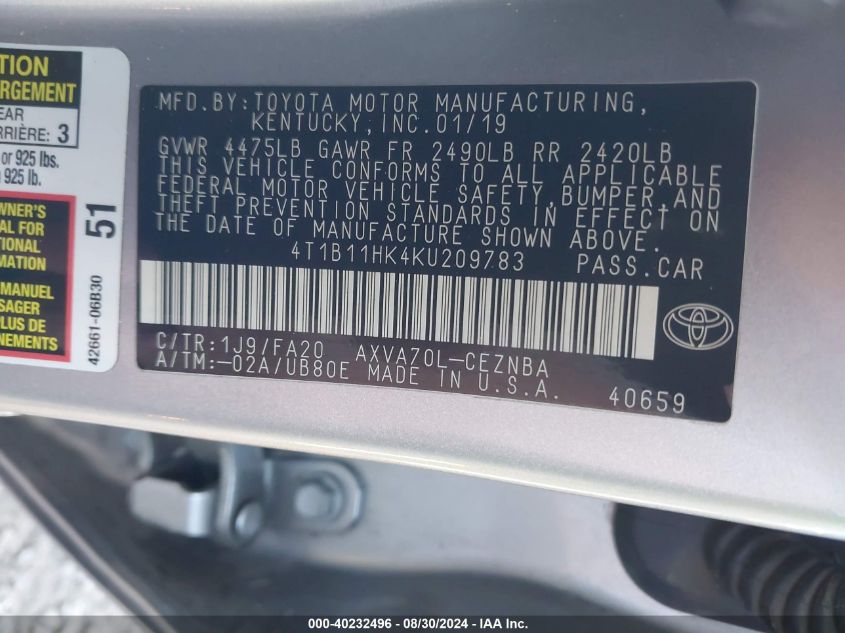 TION
ARGEMENT
EAR
ARRIÈRE: 3
or 925 lbs.
925 lb.
WNER'S
AL FOR
TIONAL
MATION
MANUEL
SAGER
PLUS DE
EMENTS
51
42661-06B30
MFD. BY: TOYOTA MOTOR MANUFACTURING,
KENTUCKY, INC. 01/19
GVWR 4475LB GAWR FR 2490LB RR 2420LB
THIS VEHICLE CONFORMS TO ALL APPLICABLE
FEDERAL MOTOR VEHICLE SAFETY, BUMPER, AND
THEFT PREVENTION STANDARDS IN EFFECT ON
THE DATE OF MANUFACTURE SHOWN ABOVE.
4T1B11HK4KU209783 PASS. CAR
C/TR: 1J9/FA20 AXVA70L-CEZNBA
A/TM: -02A/UB80E MADE IN U.S.A.
40659
000-40232496 - 08/30/2024 - IAA Inc.